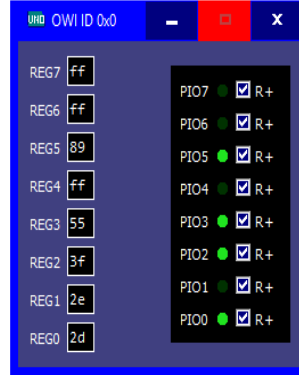 UNO OWI ID 0x0
REG7 ff
REG6 ff
REG5 89
REG4 ff
REG3 55
REG2 3f
REG1 2e
REG0 2d
PIO7 R+
PIO6 R+
PIO5 R+
PIO4 R+
PIO3 R+
PIO2 R+
PIO1 R+
PIO0 R+